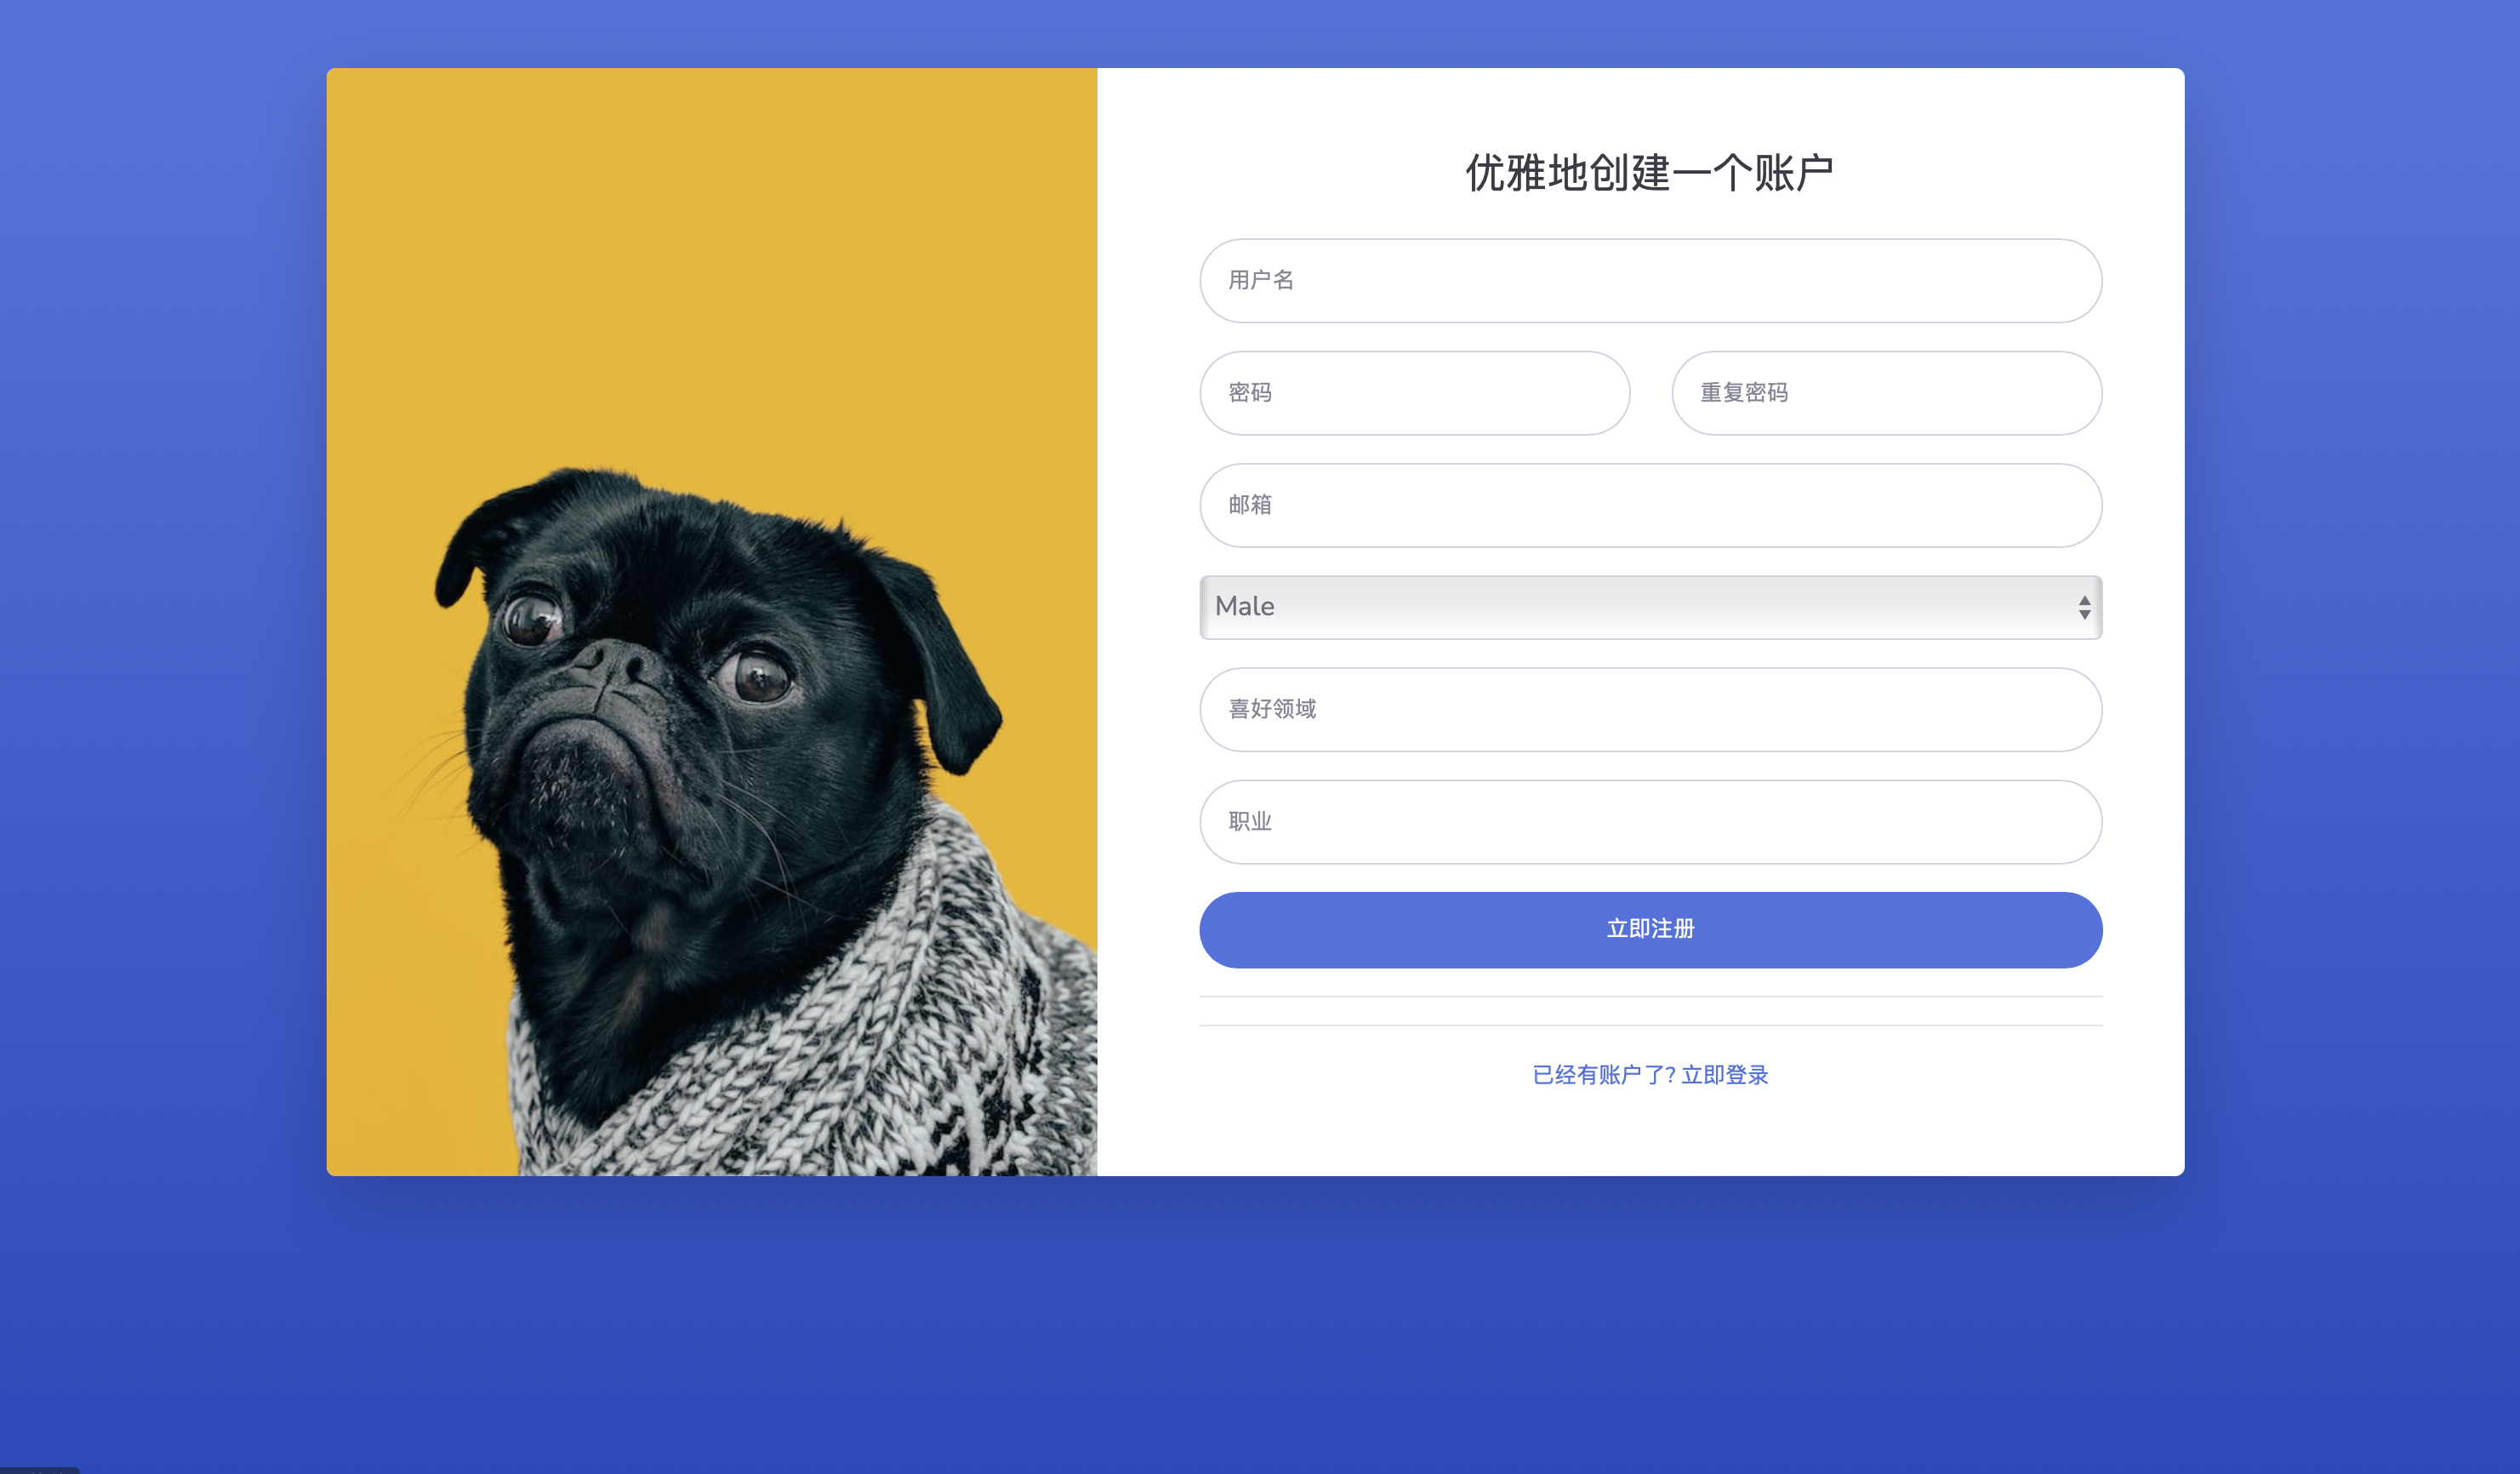 优雅地创建一个账户
用户名
密码
重复密码
邮箱
Male
喜好领域
职业
立即注册
已经有账户了? 立即登录